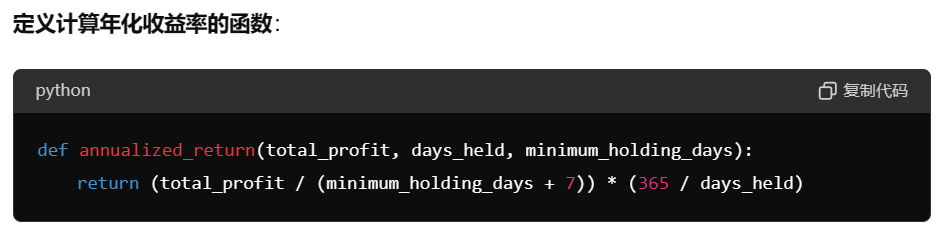 定义计算年化收益率的函数：
python
复制代码
def annualized_return(total_profit, days_held, minimum_holding_days):
    return (total_profit / (minimum_holding_days + 7)) * (365 / days_held)